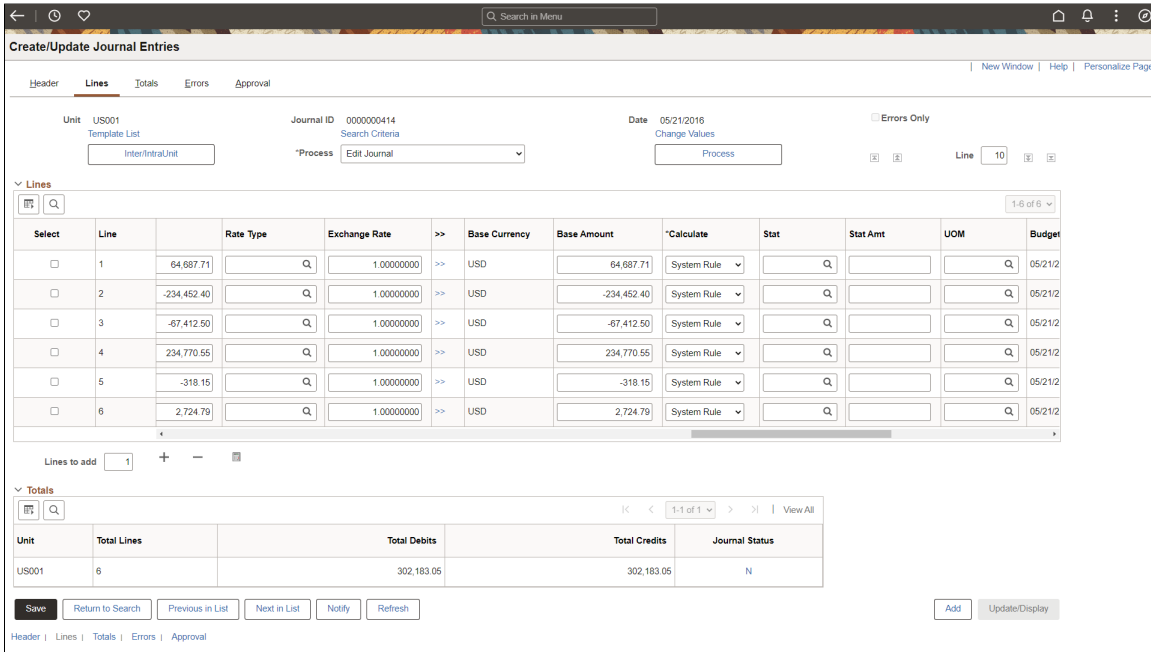 Search in Menu
Create/Update Journal Entries
New Window | Help | Personalize Page
Header Lines Totals Errors Approval
Unit US001 Journal ID 0000000414 Date 05/21/2016 Errors Only
Template List Search Criteria Change Values
Inter/IntraUnit *Process Edit Journal Process Line 10
Lines
1-6 of 6
Select Line Rate Type Exchange Rate >> Base Currency Base Amount *Calculate Stat Stat Amt UOM Budget
1 64,687.71 1.00000000 >> USD 64,687.71 System Rule 05/21/2
2 -234,452.40 1.00000000 >> USD -234,452.40 System Rule 05/21/2
3 -67,412.50 1.00000000 >> USD -67,412.50 System Rule 05/21/2
4 234,770.55 1.00000000 >> USD 234,770.55 System Rule 05/21/2
5 -318.15 1.00000000 >> USD -318.15 System Rule 05/21/2
6 2,724.79 1.00000000 >> USD 2,724.79 System Rule 05/21/2
Lines to add 1
Totals
1-1 of 1 | View All
Unit Total Lines Total Debits Total Credits Journal Status
US001 6 302,183.05 302,183.05 N
Save Return to Search Previous in List Next in List Notify Refresh Add Update/Display
Header | Lines | Totals | Errors | Approval